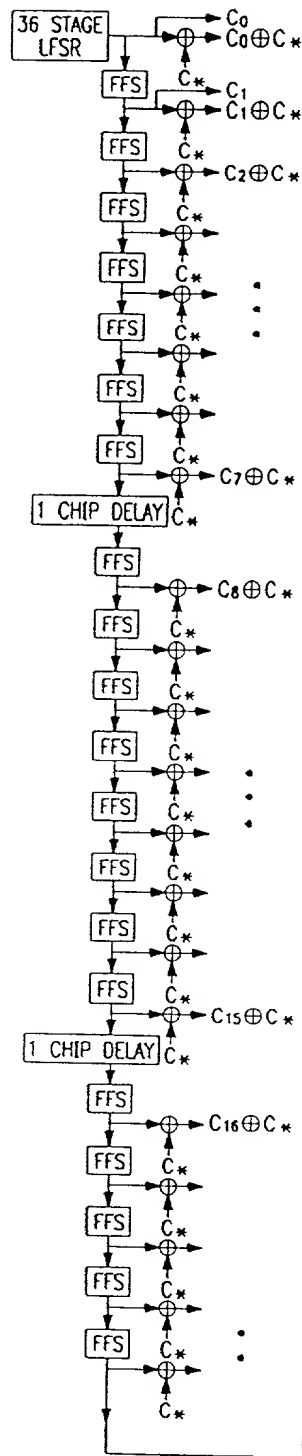 36 STAGE
LFSR
C0
C0⊕C*
C*
FFS
C1
C1⊕C*
FFS
C*
C2⊕C*
FFS
C*
FFS
C*
FFS
C*
FFS
C*
FFS
C*
C7⊕C*
1 CHIP DELAY
C*
FFS
C8⊕C*
FFS
C*
FFS
C*
FFS
C*
FFS
C*
FFS
C*
FFS
C*
FFS
C*
C15⊕C*
1 CHIP DELAY
C*
FFS
C16⊕C*
FFS
C*
FFS
C*
FFS
C*
FFS
C*
C*